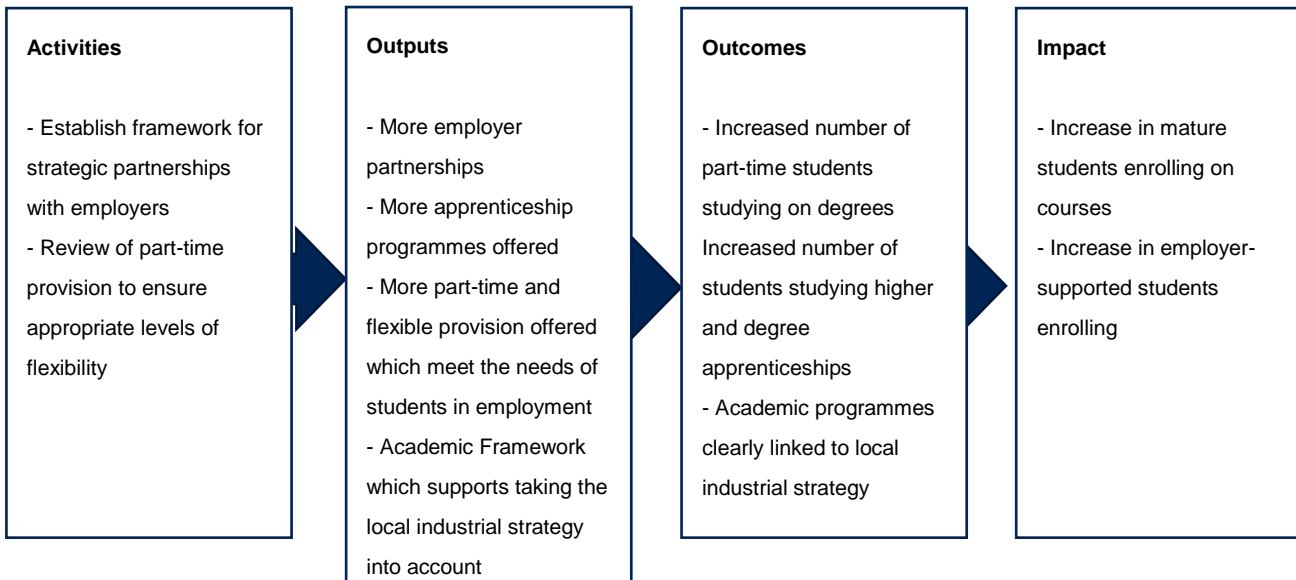 Activities
- Establish framework for
strategic partnerships
with employers
- Review of part-time
provision to ensure
appropriate levels of
flexibility
Outputs
- More employer
partnerships
- More apprenticeship
programmes offered
- More part-time and
flexible provision offered
which meet the needs of
students in employment
- Academic Framework
which supports taking the
local industrial strategy
into account
Outcomes
- Increased number of
part-time students
studying on degrees
Increased number of
students studying higher
and degree
apprenticeships
- Academic programmes
clearly linked to local
industrial strategy
Impact
- Increase in mature
students enrolling on
courses
- Increase in employer-
supported students
enrolling